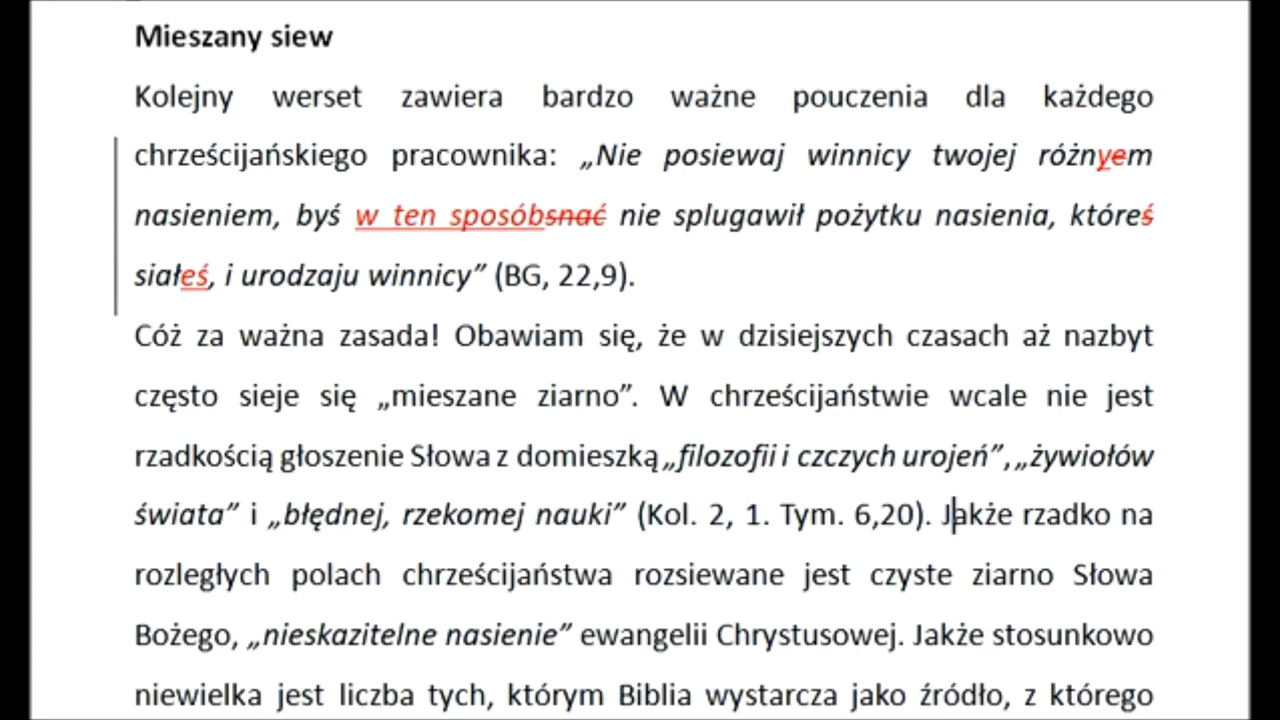 Mieszany siew
Kolejny werset zawiera bardzo ważne pouczenia dla każdego
chrześcijańskiego pracownika: „Nie posiewaj winnicy twojej różnyem
nasieniem, byś w ten sposóbsnać nie splugawił pożytku nasienia, któreś
siałeś, i urodzaju winnicy” (BG, 22,9).
Cóż za ważna zasada! Obawiam się, że w dzisiejszych czasach aż nazbyt
często sieje się „mieszane ziarno”. W chrześcijaństwie wcale nie jest
rzadkością głoszenie Słowa z domieszką „filozofii i czczych urojeń”, „żywiołów
świata” i „błędnej, rzekomej nauki” (Kol. 2, 1. Tym. 6,20). Jakże rzadko na
rozległych polach chrześcijaństwa rozsiewane jest czyste ziarno Słowa
Bożego, „nieskazitelne nasienie” ewangelii Chrystusowej. Jakże stosunkowo
niewielka jest liczba tych, którym Biblia wystarcza jako źródło, z którego